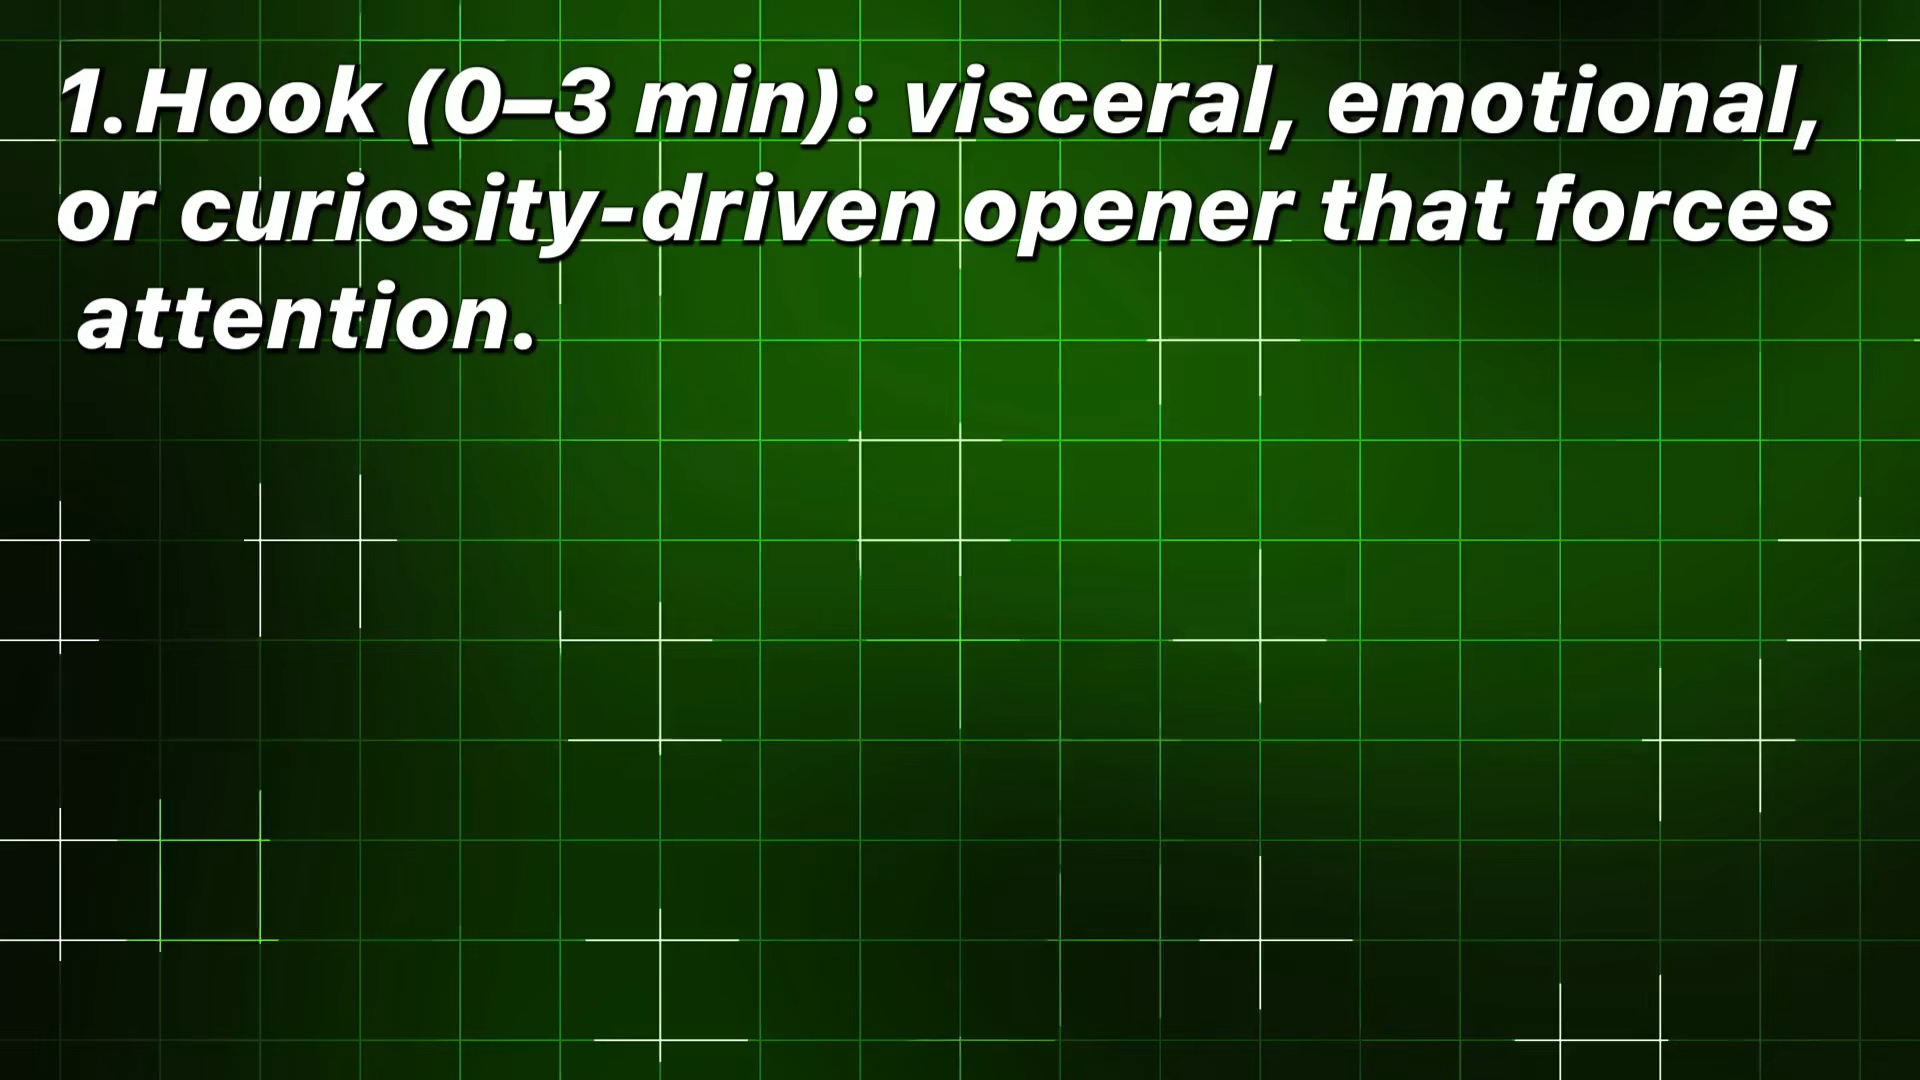 1.Hook (0–3 min): visceral, emotional,
or curiosity-driven opener that forces
attention.